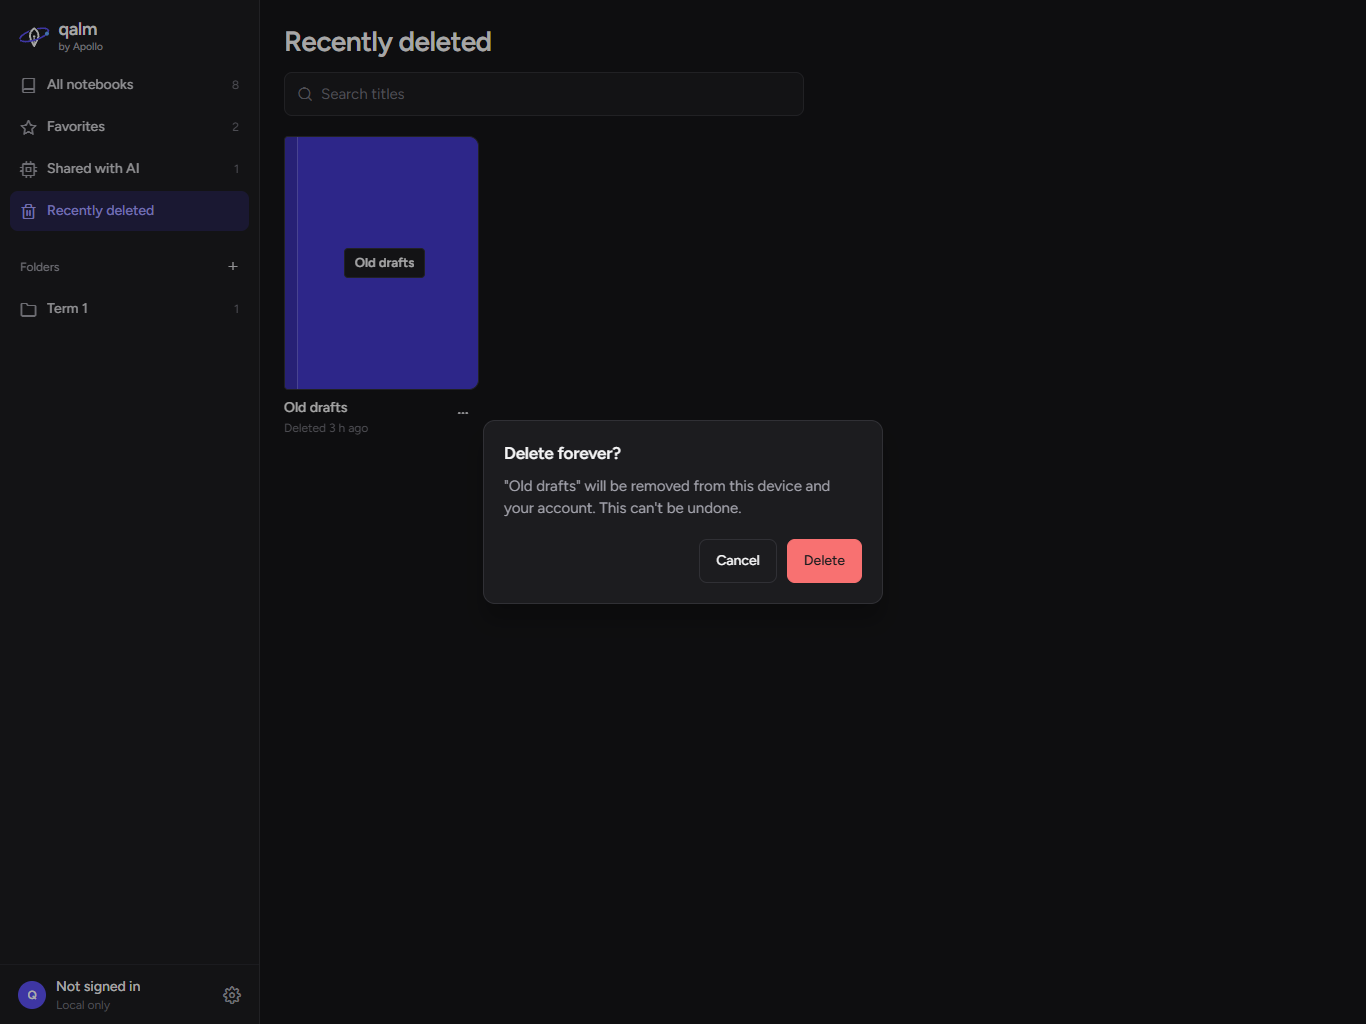 qalm
by Apollo
All notebooks 8
Favorites 2
Shared with AI 1
Recently deleted
Folders +
Term 1 1
Not signed in
Q
Local only
Recently deleted
Search titles
Old drafts
Old drafts ...
Deleted 3 h ago
Delete forever?
"Old drafts" will be removed from this device and
your account. This can't be undone.
Cancel Delete